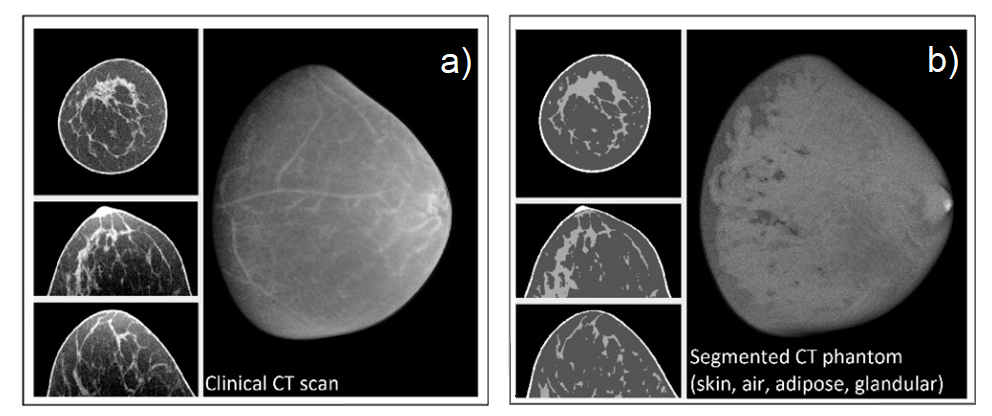 a)
Clinical CT scan
b)
Segmented CT phantom
(skin, air, adipose, glandular)